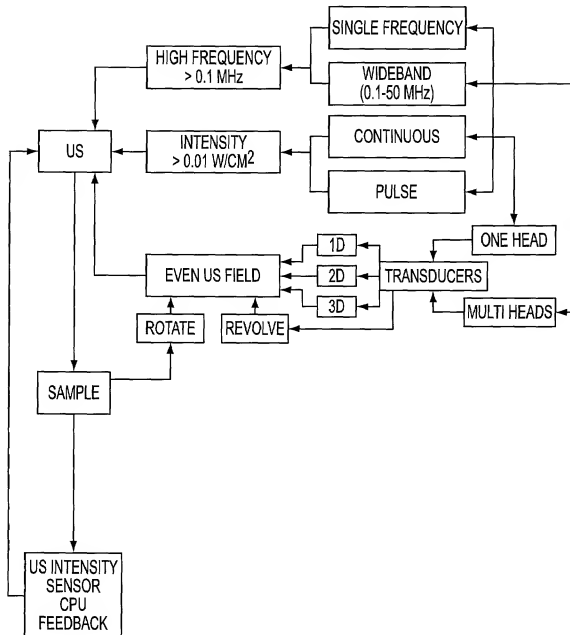 SINGLE FREQUENCY
HIGH FREQUENCY
> 0.1 MHz
WIDEBAND
(0.1-50 MHz)
CONTINUOUS
US
INTENSITY
> 0.01 W/CM²
PULSE
ONE HEAD
1D
EVEN US FIELD
2D
TRANSDUCERS
3D
MULTI HEADS
ROTATE
REVOLVE
SAMPLE
US INTENSITY
SENSOR
CPU
FEEDBACK